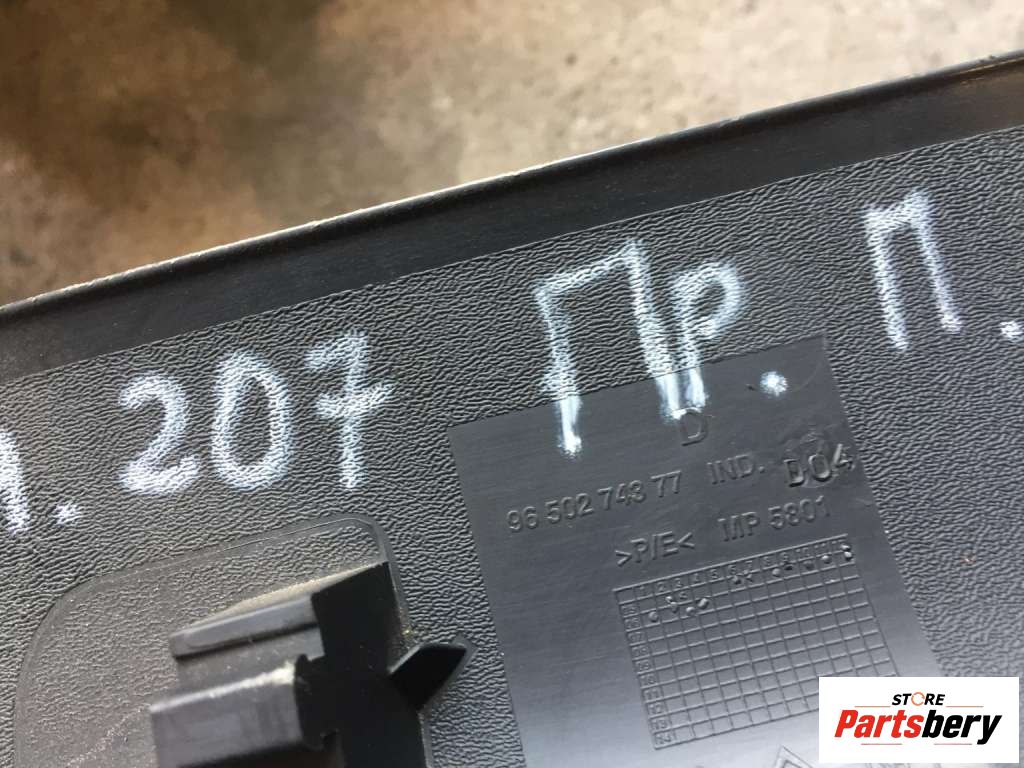 л. 207 Пр. П.
D
96 502 743 77 IND. D04
>P/E< MP 5801
STORE
Partsbery